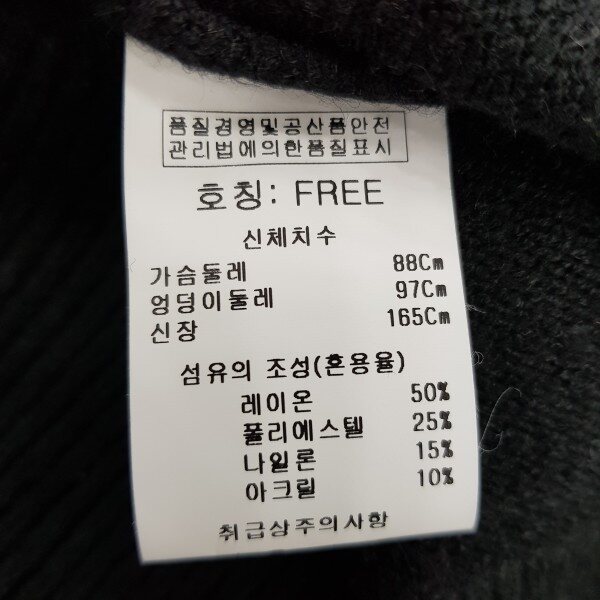 품질경영및공산품안전
관리법에의한품질표시
호칭: FREE
신체치수
가슴둘레 88Cm
엉덩이둘레 97Cm
신장 165Cm
섬유의 조성(혼용율)
레이온 50%
폴리에스텔 25%
나일론 15%
아크릴 10%
취급상주의사항